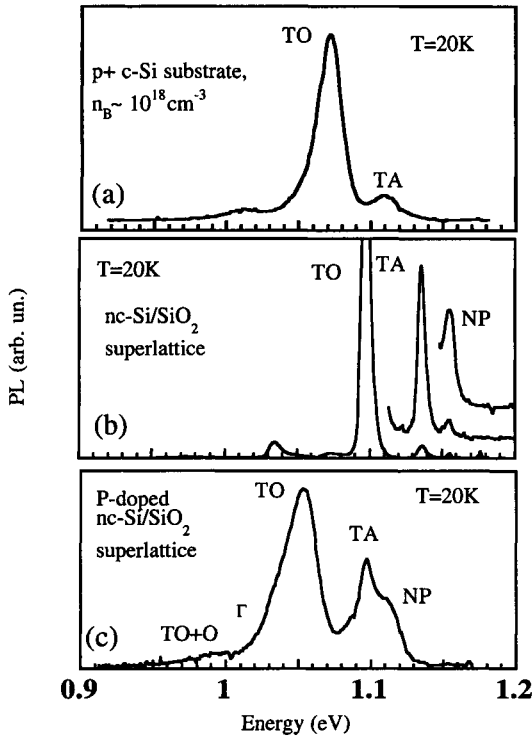 TO
T=20K
p+ c-Si substrate,
n_B~ 10^18 cm^-3
TA
(a)
T=20K
TO
TA
nc-Si/SiO_2
superlattice
NP
(b)
PL (arb. un.)
P-doped
nc-Si/SiO_2
superlattice
TO
T=20K
TA
NP
Γ
TO+O
(c)
0.9
1
1.1
1.2
Energy (eV)